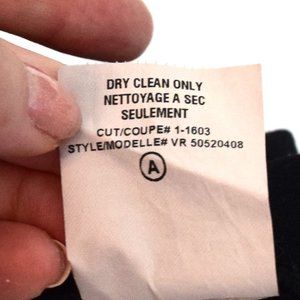 DRY CLEAN ONLY
NETTOYAGE A SEC
SEULEMENT
CUT/COUPE# 1-1603
STYLE/MODELLE# VR 50520408
A